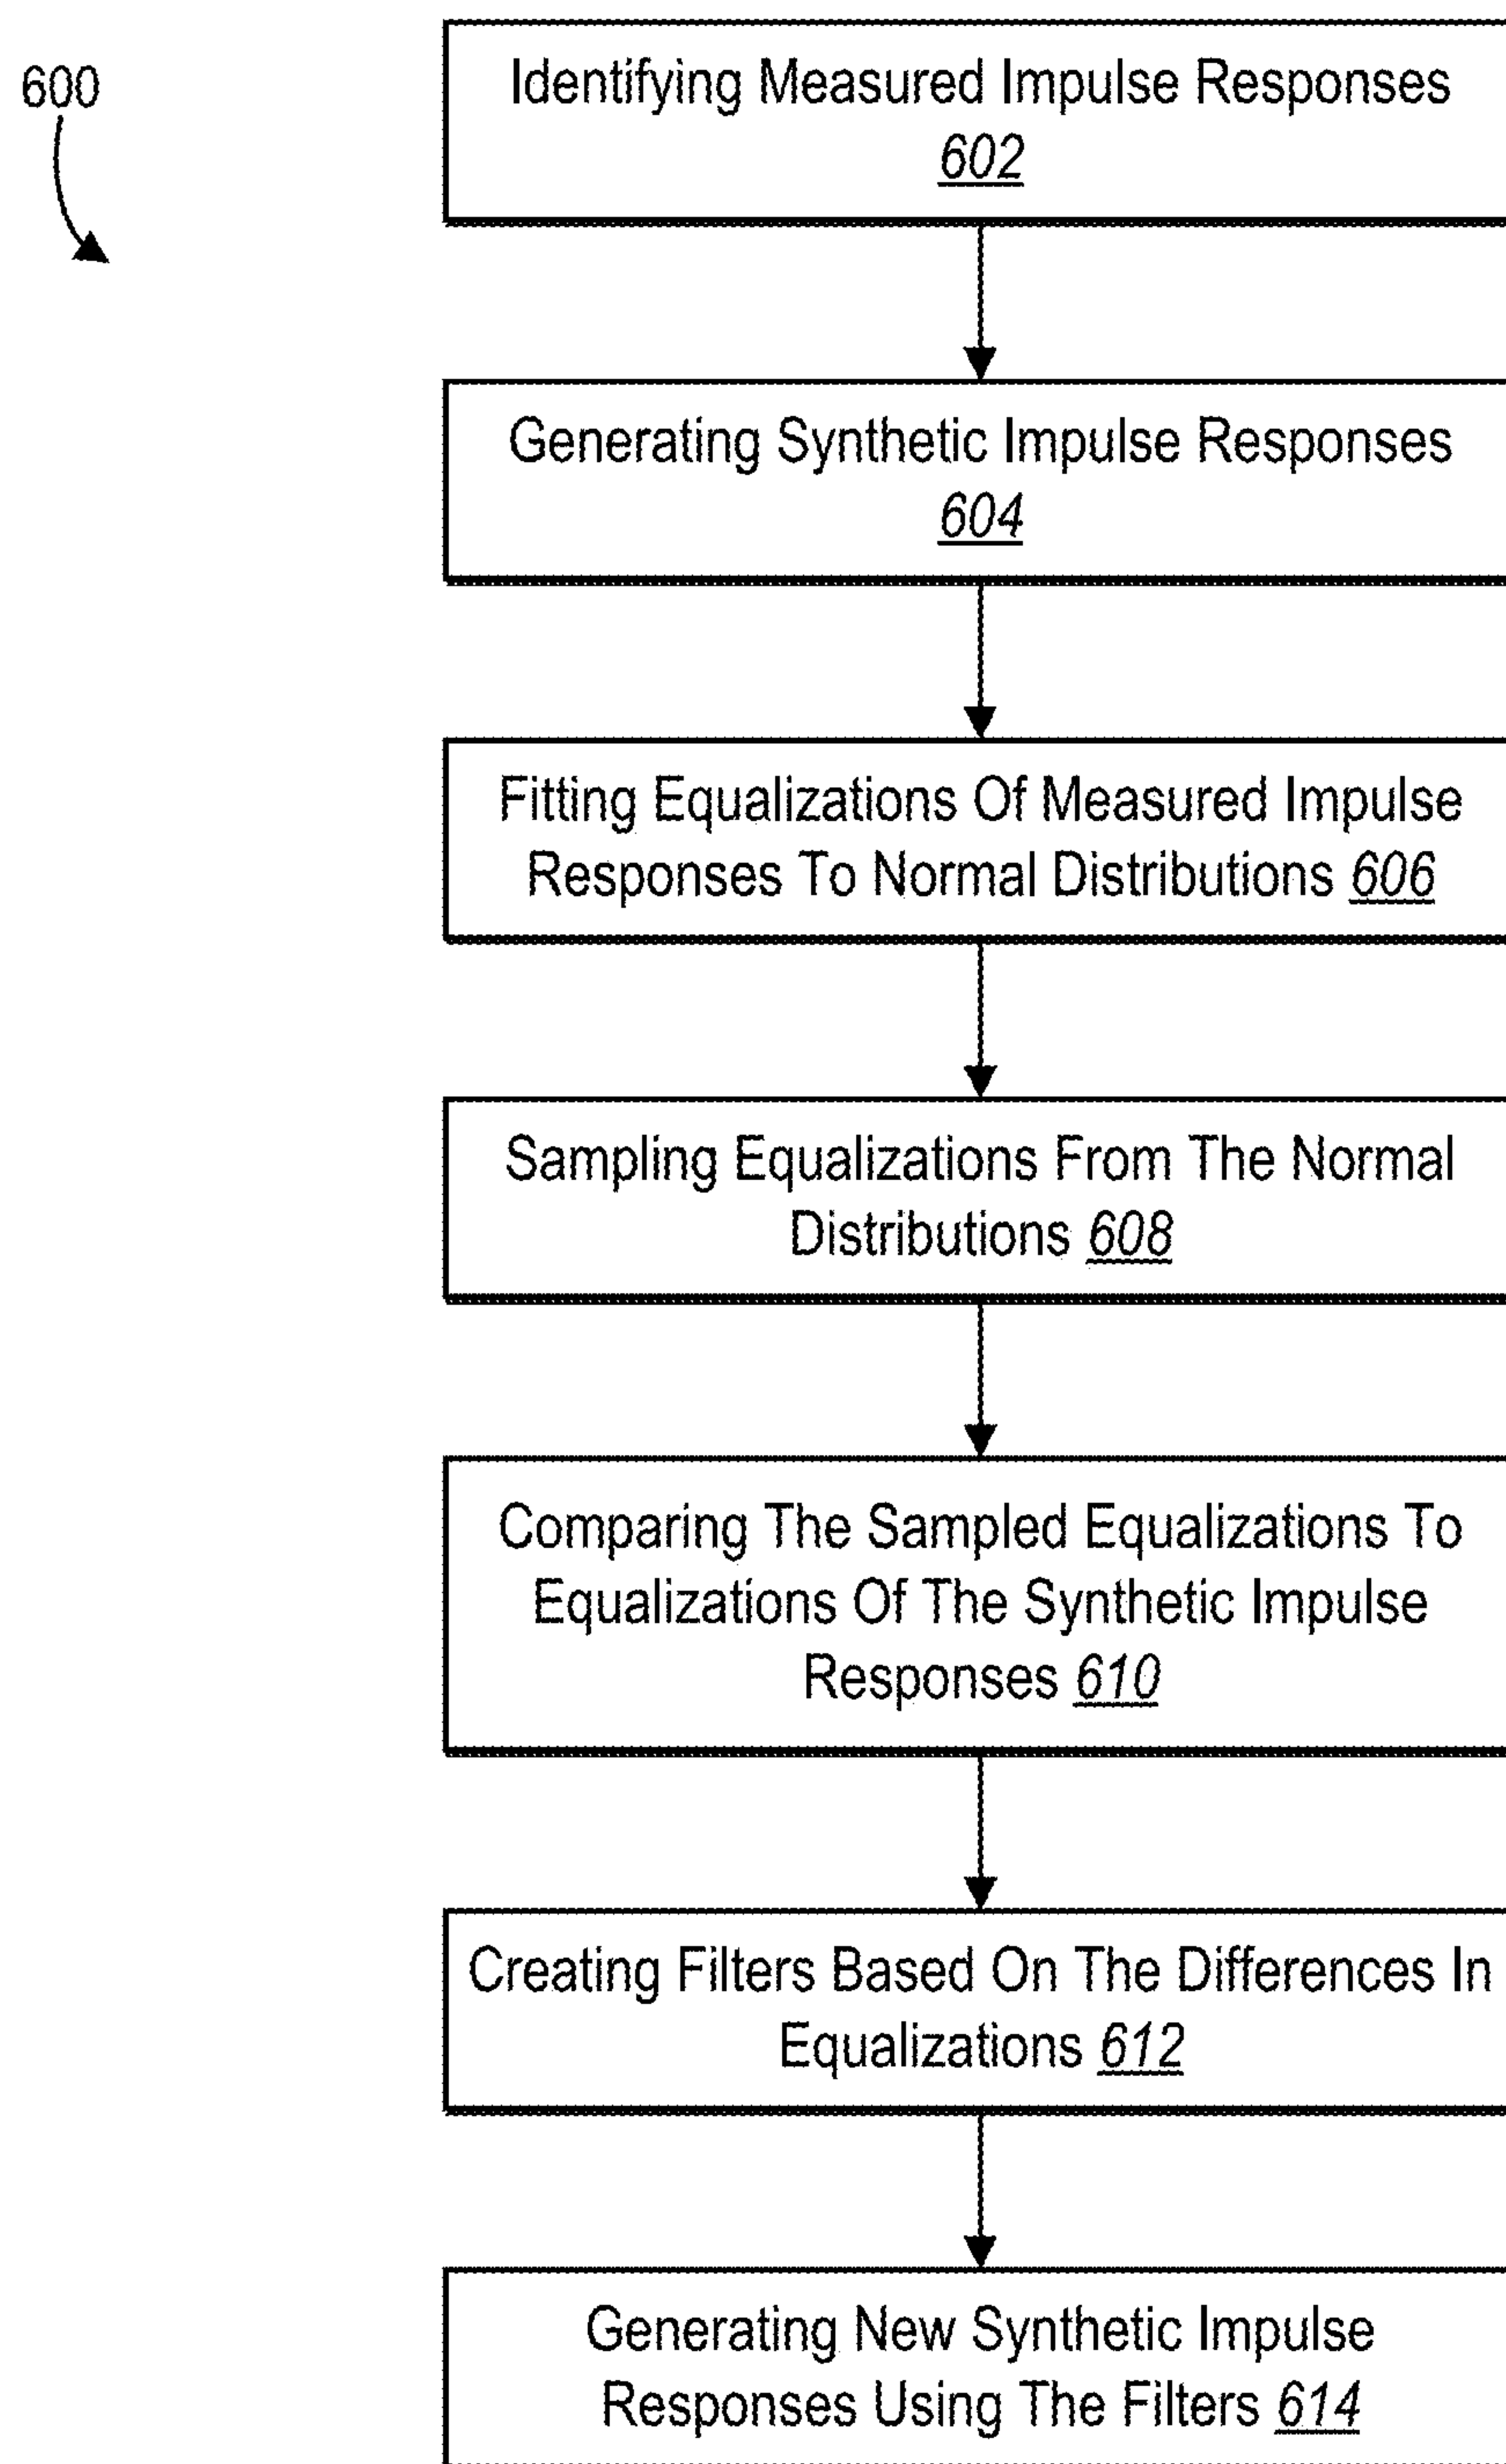 600
Identifying Measured Impulse Responses
602
Generating Synthetic Impulse Responses
604
Fitting Equalizations Of Measured Impulse
Responses To Normal Distributions 606
Sampling Equalizations From The Normal
Distributions 608
Comparing The Sampled Equalizations To
Equalizations Of The Synthetic Impulse
Responses 610
Creating Filters Based On The Differences In
Equalizations 612
Generating New Synthetic Impulse
Responses Using The Filters 614